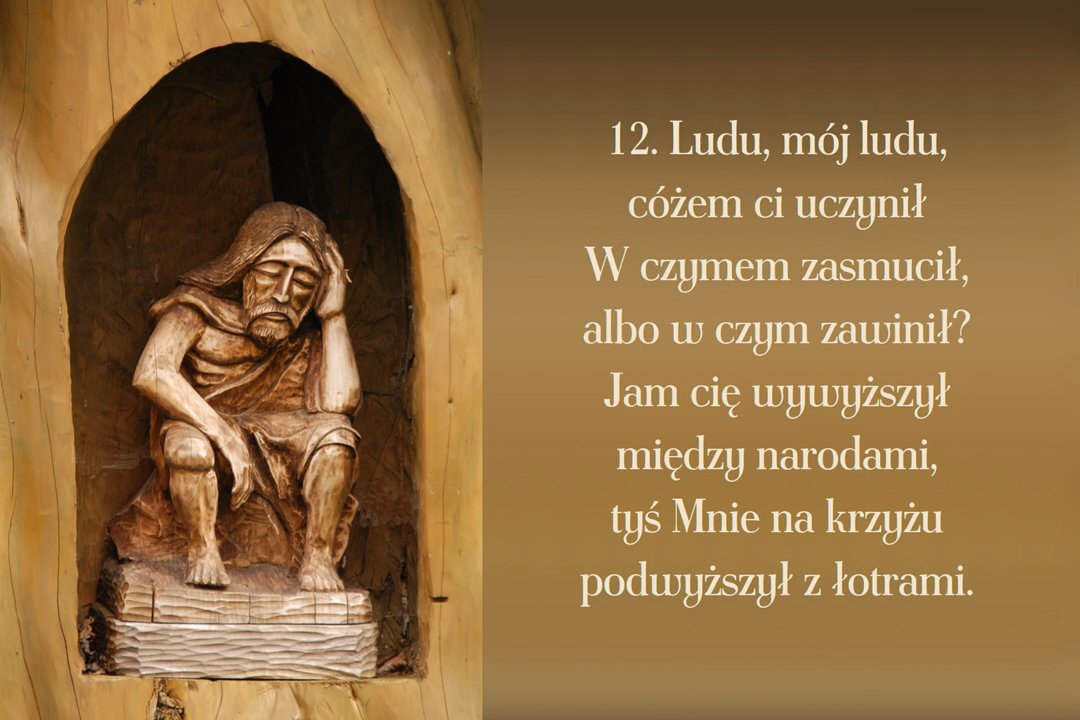 12. Ludu, mój ludu,
cóżem ci uczynił
W czymem zasmucił,
albo w czym zawinił?
Jam cię wywyższył
między narodami,
tyś Mnie na krzyżu
podwyższył z łotrami.